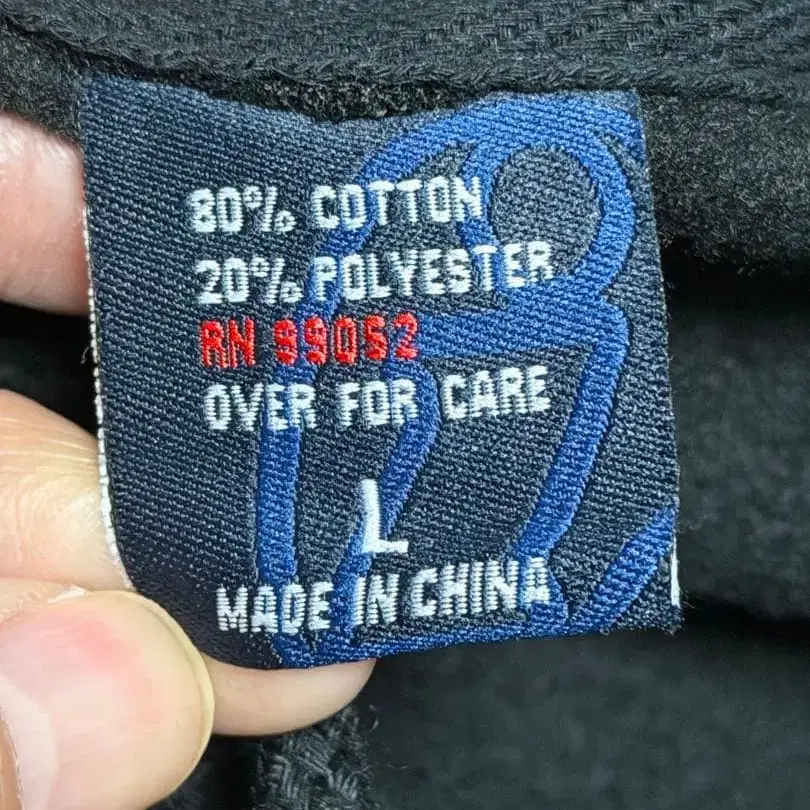 80% COTTON
20% POLYESTER
RN 99052
OVER FOR CARE
L
MADE IN CHINA